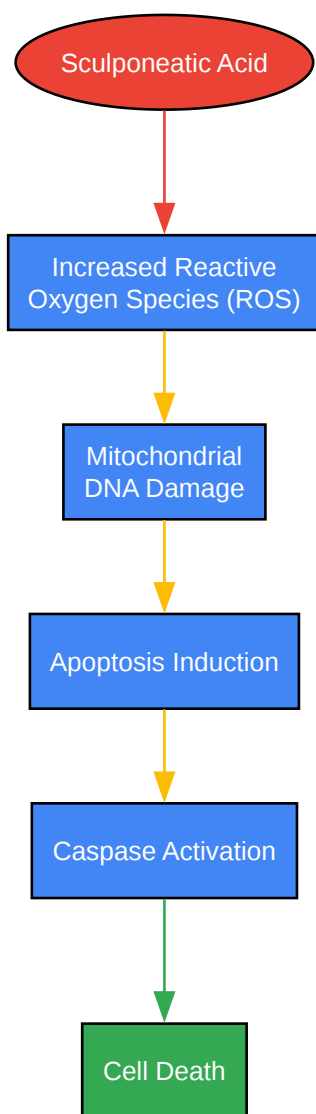 Sculponeatic Acid
Increased Reactive
Oxygen Species (ROS)
Mitochondrial
DNA Damage
Apoptosis Induction
Caspase Activation
Cell Death